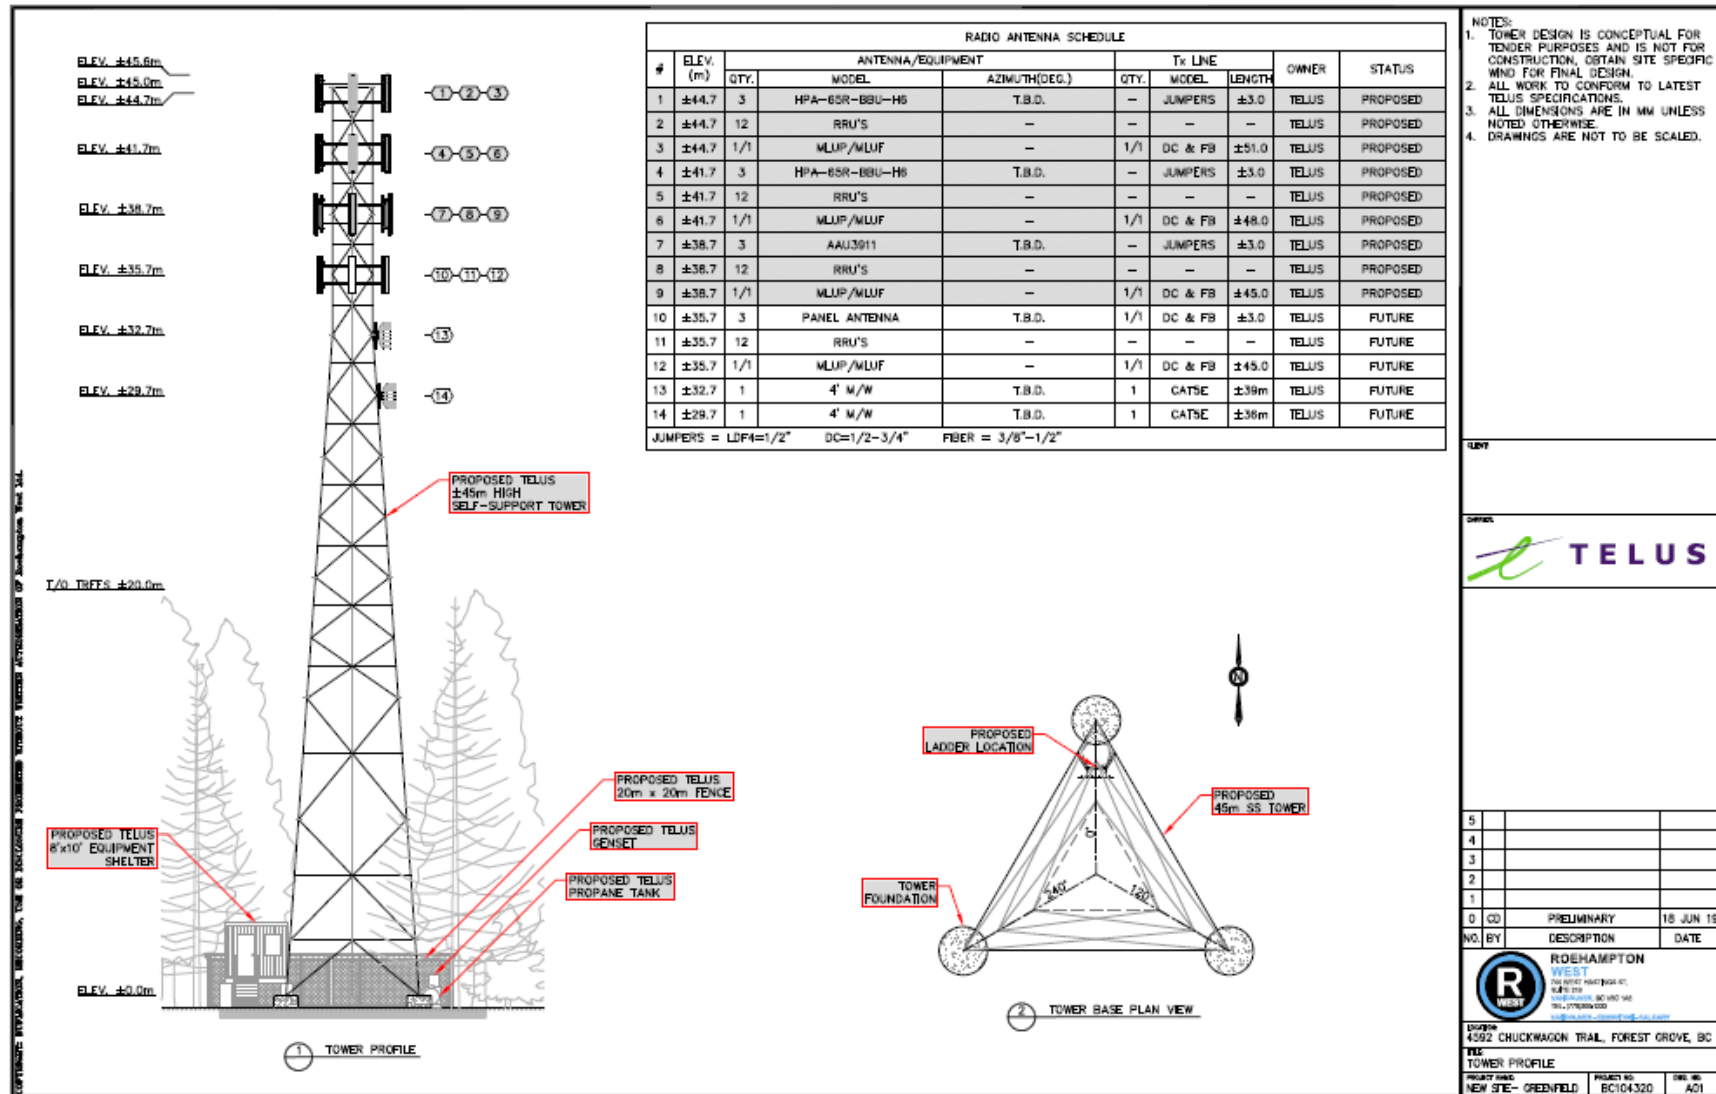 ELEV. ±45.6m
ELEV. ±45.0m
ELEV. ±44.7m
1 2 3
ELEV. ±41.7m
4 5 6
ELEV. ±38.7m
7 8 9
ELEV. ±35.7m
10 11 12
ELEV. ±32.7m
13
ELEV. ±29.7m
14
PROPOSED TELUS
±45m HIGH
SELF-SUPPORT TOWER
T/O TREES ±20.0m
PROPOSED TELUS
20m x 20m FENCE
PROPOSED TELUS
GENSET
PROPOSED TELUS
PROPANE TANK
PROPOSED TELUS
8'x10' EQUIPMENT
SHELTER
ELEV. ±0.0m
1 TOWER PROFILE
RADIO ANTENNA SCHEDULE
# ELEV. (m) ANTENNA/EQUIPMENT Tx LINE OWNER STATUS
QTY. MODEL AZIMUTH(DEG.) QTY. MODEL LENGTH
1 ±44.7 3 HPA-65R-BBU-H6 T.B.D. - JUMPERS ±3.0 TELUS PROPOSED
2 ±44.7 12 RRU'S - - - - TELUS PROPOSED
3 ±44.7 1/1 MLUP/MLUF - 1/1 DC & FB ±51.0 TELUS PROPOSED
4 ±41.7 3 HPA-65R-BBU-H6 T.B.D. - JUMPERS ±3.0 TELUS PROPOSED
5 ±41.7 12 RRU'S - - - - TELUS PROPOSED
6 ±41.7 1/1 MLUP/MLUF - 1/1 DC & FB ±48.0 TELUS PROPOSED
7 ±38.7 3 AAU3911 T.B.D. - JUMPERS ±3.0 TELUS PROPOSED
8 ±38.7 12 RRU'S - - - - TELUS PROPOSED
9 ±38.7 1/1 MLUP/MLUF - 1/1 DC & FB ±45.0 TELUS PROPOSED
10 ±35.7 3 PANEL ANTENNA T.B.D. 1/1 DC & FB ±3.0 TELUS FUTURE
11 ±35.7 12 RRU'S - - - - TELUS FUTURE
12 ±35.7 1/1 MLUP/MLUF - 1/1 DC & FB ±45.0 TELUS FUTURE
13 ±32.7 1 4' M/W T.B.D. 1 CAT5E ±39m TELUS FUTURE
14 ±29.7 1 4' M/W T.B.D. 1 CAT5E ±36m TELUS FUTURE
JUMPERS = LDF4=1/2" DC=1/2-3/4" FIBER = 3/8"-1/2"
N
PROPOSED
LADDER LOCATION
PROPOSED
45m SS TOWER
TOWER
FOUNDATION
0°
240°
120°
2 TOWER BASE PLAN VIEW
NOTES:
1. TOWER DESIGN IS CONCEPTUAL FOR
TENDER PURPOSES AND IS NOT FOR
CONSTRUCTION, OBTAIN SITE SPECIFIC
WIND FOR FINAL DESIGN.
2. ALL WORK TO CONFORM TO LATEST
TELUS SPECIFICATIONS.
3. ALL DIMENSIONS ARE IN MM UNLESS
NOTED OTHERWISE.
4. DRAWINGS ARE NOT TO BE SCALED.
CLIENT
TELUS
5
4
3
2
1
0 CD PRELIMINARY 18 JUN 19
NO. BY DESCRIPTION DATE
R
WEST
ROEHAMPTON
WEST
LOCATION
4592 CHUCKWAGON TRAIL, FOREST GROVE, BC
TITLE
TOWER PROFILE
PROJECT NAME: PROJECT NO: DWG. NO:
NEW SITE- GREENFIELD BC104320 A01